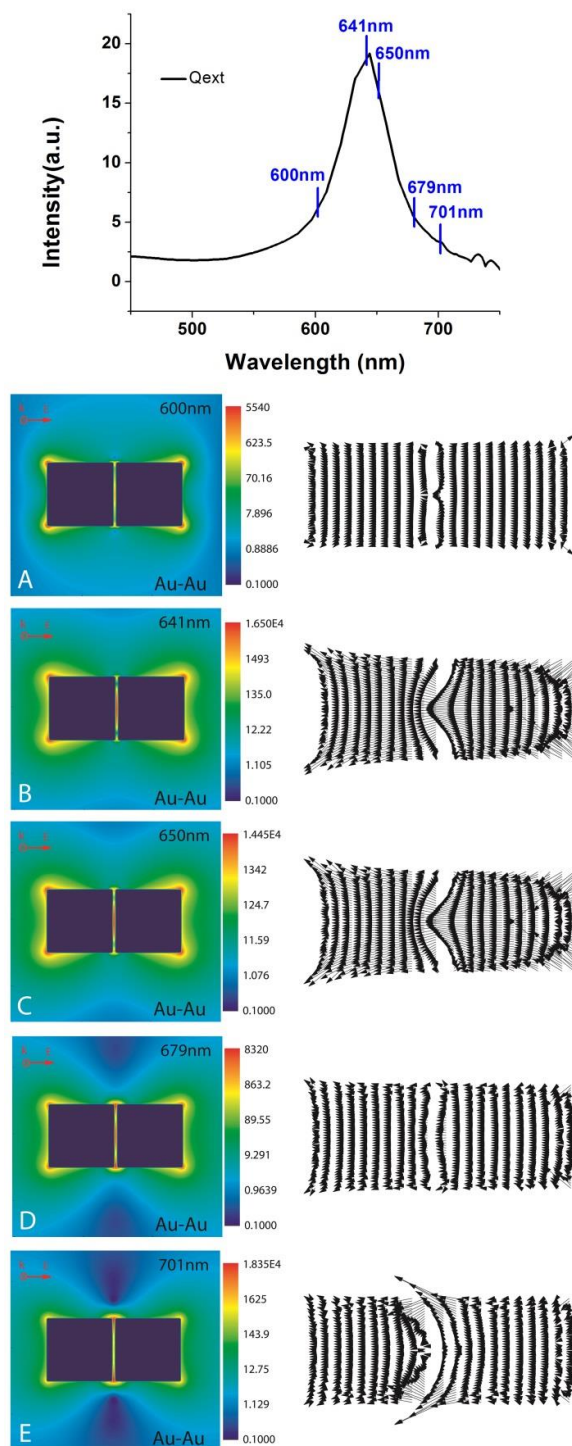 641nm
650nm
Qext
600nm
679nm
701nm
20
15
10
5
0
Intensity(a.u.)
500
600
700
Wavelength (nm)
600nm
5540
623.5
70.16
7.896
0.8886
0.1000
A
Au-Au
641nm
1.650E4
1493
135.0
12.22
1.105
0.1000
B
Au-Au
650nm
1.445E4
1342
124.7
11.59
1.076
0.1000
C
Au-Au
679nm
8320
863.2
89.55
9.291
0.9639
0.1000
D
Au-Au
701nm
1.835E4
1625
143.9
12.75
1.129
0.1000
E
Au-Au